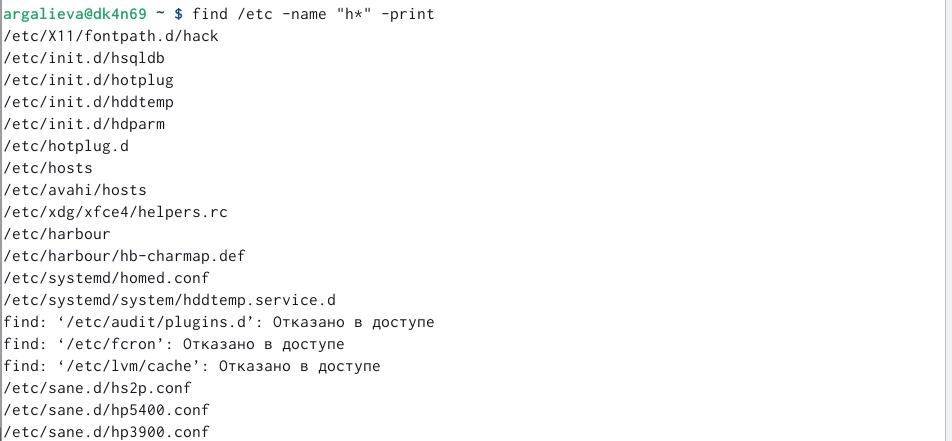 argalieva@dk4n69 ~ $ find /etc -name "h*" -print
/etc/X11/fontpath.d/hack
/etc/init.d/hsqldb
/etc/init.d/hotplug
/etc/init.d/hddtemp
/etc/init.d/hdparm
/etc/hotplug.d
/etc/hosts
/etc/avahi/hosts
/etc/xdg/xfce4/helpers.rc
/etc/harbour
/etc/harbour/hb-charmap.def
/etc/systemd/homed.conf
/etc/systemd/system/hddtemp.service.d
find: ‘/etc/audit/plugins.d’: Отказано в доступе
find: ‘/etc/fcron’: Отказано в доступе
find: ‘/etc/lvm/cache’: Отказано в доступе
/etc/sane.d/hs2p.conf
/etc/sane.d/hp5400.conf
/etc/sane.d/hp3900.conf